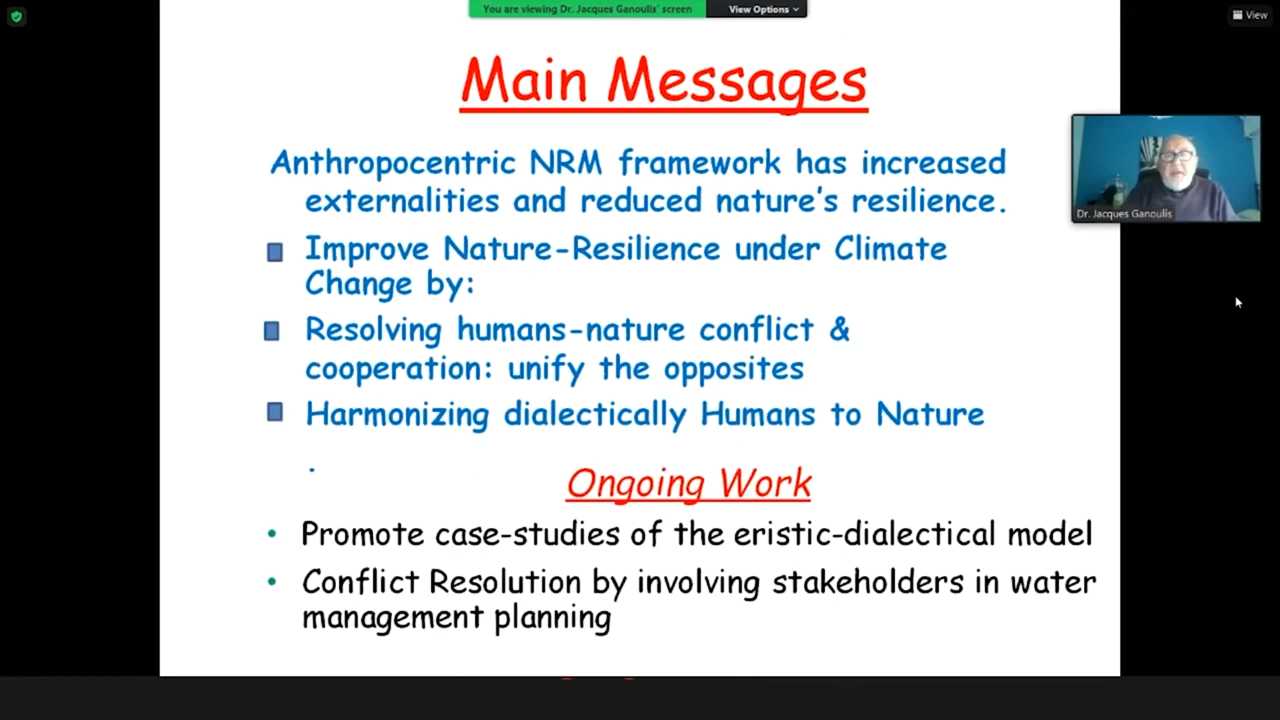 You are viewing Dr. Jacques Ganoulis' screen
View Options
View
Main Messages
Anthropocentric NRM framework has increased
externalities and reduced nature's resilience.
Improve Nature-Resilience under Climate
Change by:
Resolving humans-nature conflict &
cooperation: unify the opposites
Harmonizing dialectically Humans to Nature
.
Dr. Jacques Ganoulis
Ongoing Work
• Promote case-studies of the eristic-dialectical model
• Conflict Resolution by involving stakeholders in water
management planning